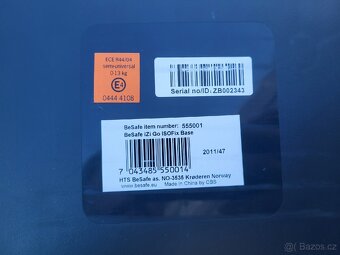 ECE R44/04
semi-universal
0-13 kg
E4
0444 4108
Serial no/ID: ZB002343
BeSafe item number: 555001
BeSafe iZi Go ISOFix Base
2011/47
7 043485 550014
HTS BeSafe as. NO-3535 Krøderen Norway
www.besafe.eu Made in China by CBS
Bazoš.cz